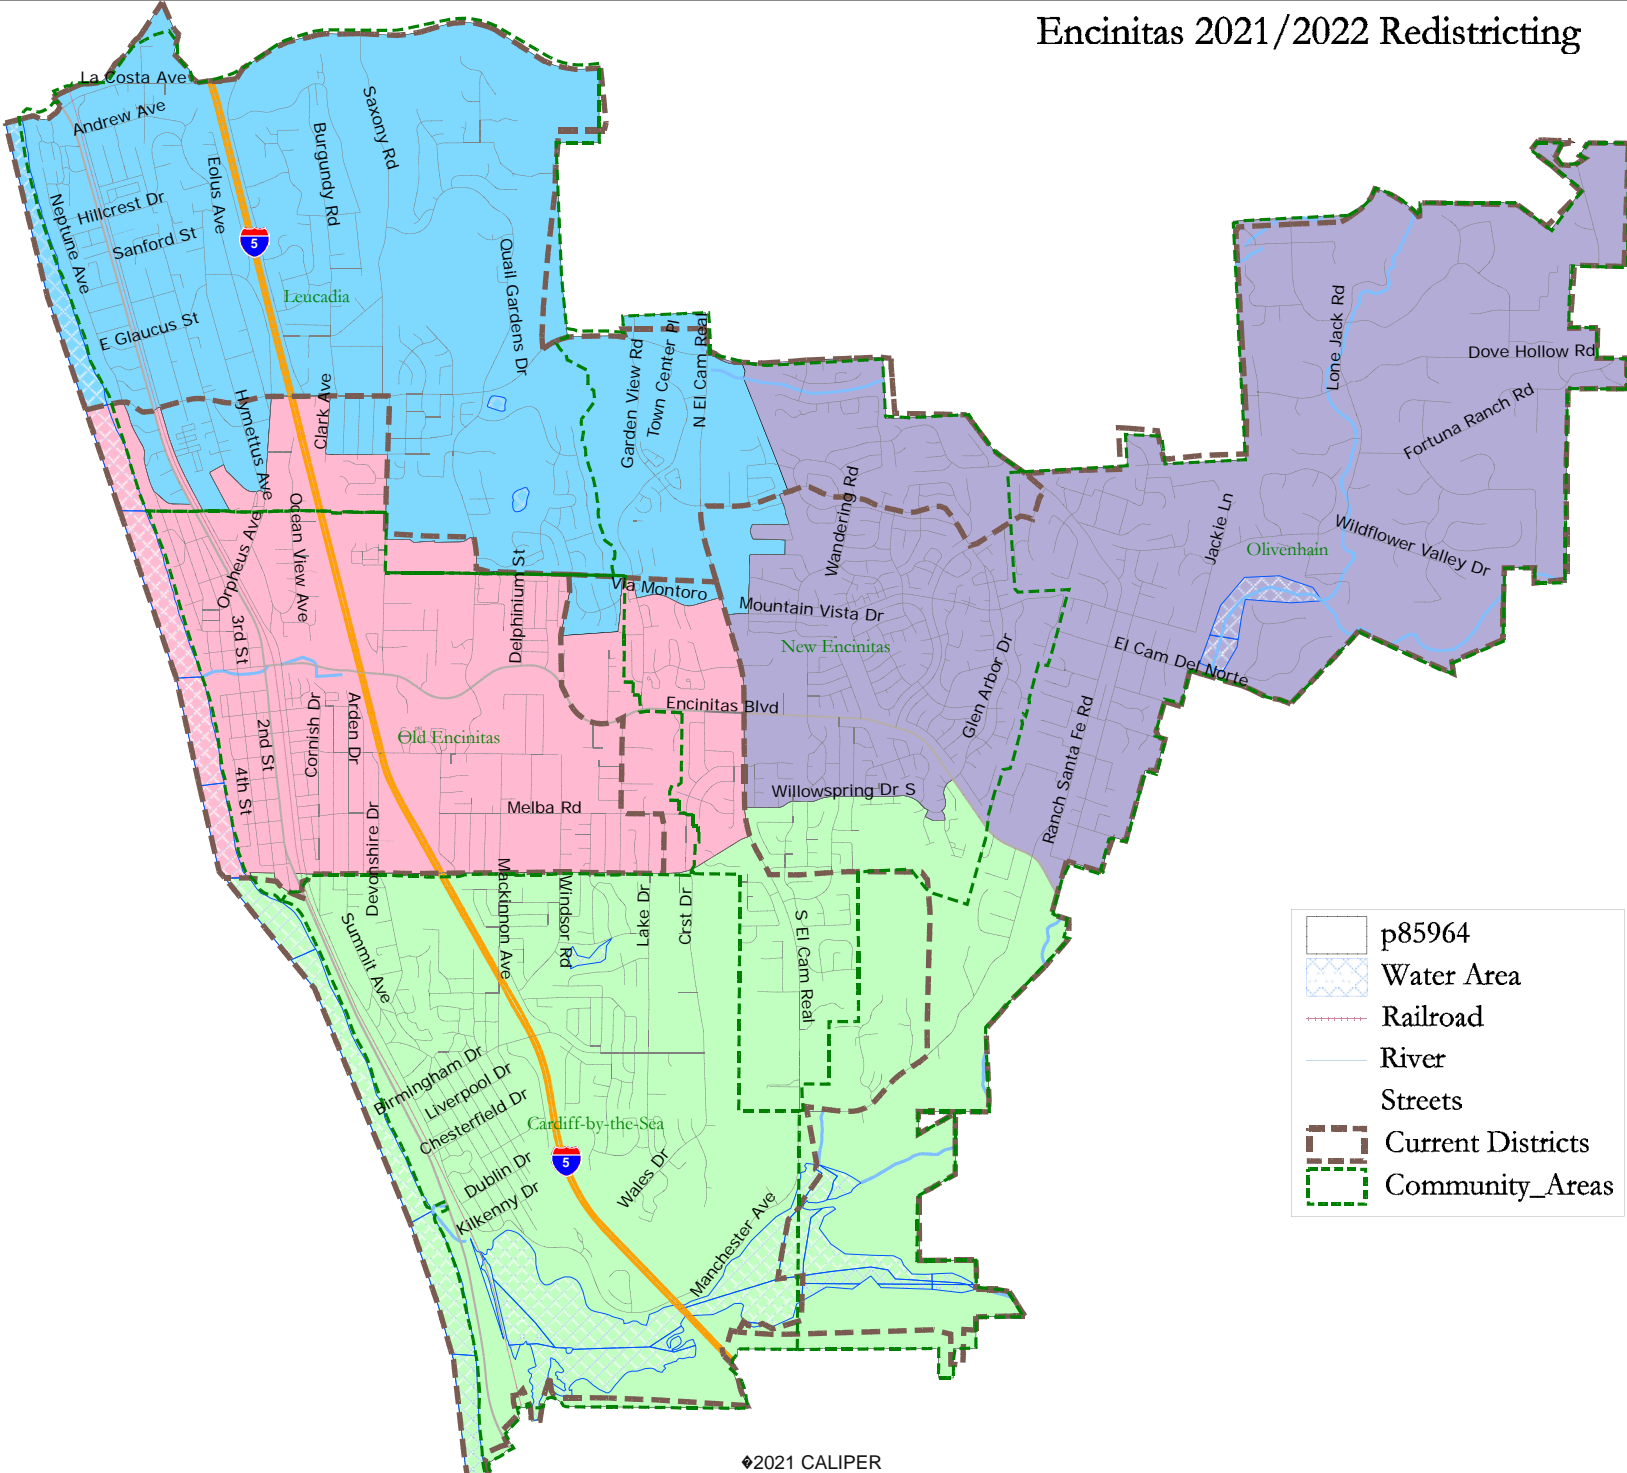 Encinitas 2021/2022 Redistricting
La Costa Ave
Andrew Ave
Saxony Rd
Burgundy Rd
Eolus Ave
Hillcrest Dr
Neptune Ave
Sanford St
5
Quail Gardens Dr
Leucadia
E Glaucus St
Garden View Rd
Town Center Pl
N El Cam Real
Lone Jack Rd
Dove Hollow Rd
Fortuna Ranch Rd
Hymettus Ave
Clark Ave
Wandering Rd
Jackie Ln
Ocean View Ave
Orpheus Ave
Olivenhain
Wildflower Valley Dr
Delphinium St
Via Montoro
Mountain Vista Dr
3rd St
New Encinitas
Glen Arbor Dr
El Cam Del Norte
Encinitas Blvd
2nd St
Cornish Dr
Arden Dr
Old Encinitas
Ranch Santa Fe Rd
4th St
Willowspring Dr S
Melba Rd
Devonshire Dr
Mackinnon Ave
Windsor Rd
Lake Dr
Crst Dr
Summit Ave
S El Cam Real
p85964
Water Area
Railroad
River
Streets
Current Districts
Community_Areas
Birmingham Dr
Liverpool Dr
Chesterfield Dr
Cardiff-by-the-Sea
5
Dublin Dr
Kilkenny Dr
Wales Dr
Manchester Ave
�2021 CALIPER